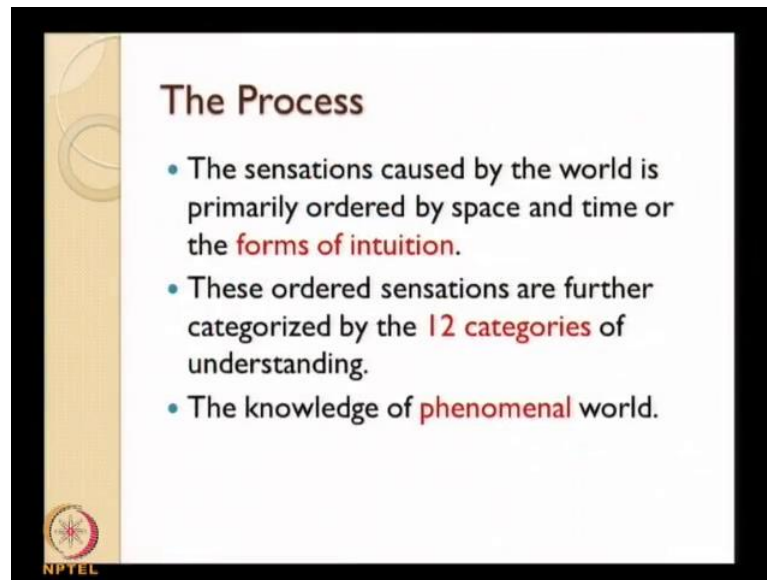 The Process
• The sensations caused by the world is
primarily ordered by space and time or
the forms of intuition.
• These ordered sensations are further
categorized by the 12 categories of
understanding.
• The knowledge of phenomenal world.
NPTEL